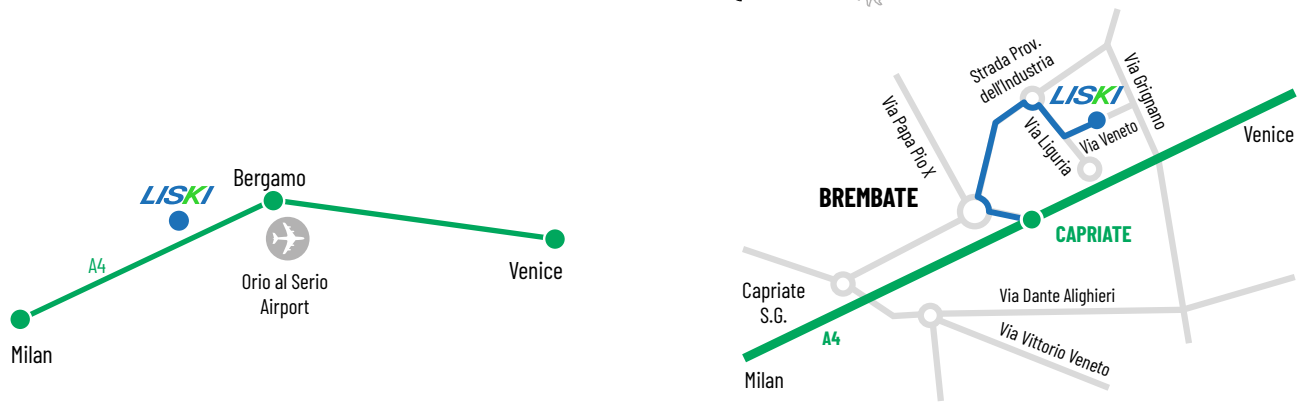 Bergamo
LISKI
A4
Orio al Serio
Airport
Venice
Milan
Strada Prov.
dell'Industria
Via Grignano
LISKI
Via Papa Pio X
Via Liguria
Via Veneto
Venice
BREMBATE
CAPRIATE
Capriate
S.G.
Via Dante Alighieri
A4
Via Vittorio Veneto
Milan